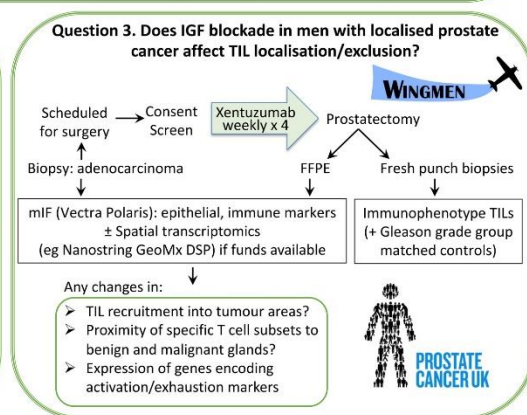 Question 3. Does IGF blockade in men with localised prostate
cancer affect TIL localisation/exclusion?
WINGMEN
Scheduled
for surgery
Consent
Screen
Xentuzumab
weekly x 4
Prostatectomy
Biopsy: adenocarcinoma
FFPE
Fresh punch biopsies
mIF (Vectra Polaris): epithelial, immune markers
± Spatial transcriptomics
(eg Nanostring GeoMx DSP) if funds available
Immunophenotype TILs
(+ Gleason grade group
matched controls)
Any changes in:
➢ TIL recruitment into tumour areas?
➢ Proximity of specific T cell subsets to
benign and malignant glands?
➢ Expression of genes encoding
activation/exhaustion markers
PROSTATE
CANCER UK